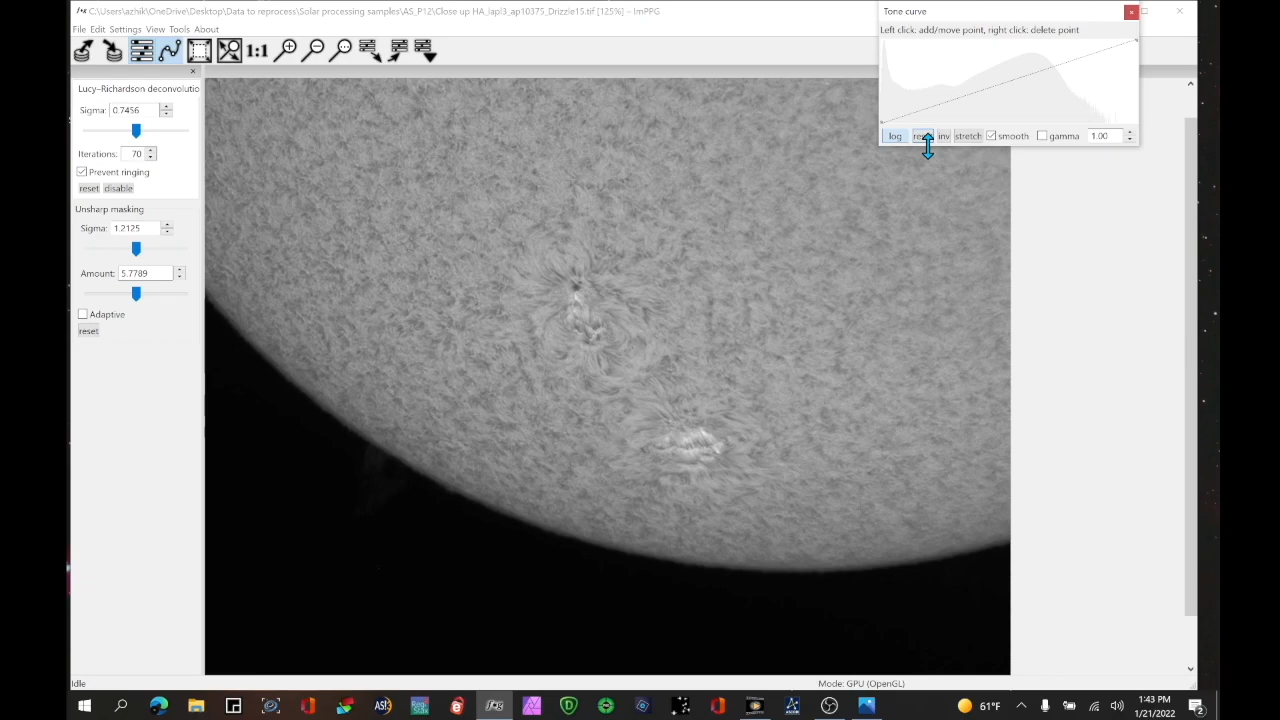 C:\Users\azhik\OneDrive\Desktop\Data to reprocess\Solar processing samples\AS_P12\Close up HA_lapl3_ap10375_Drizzle15.tif [125%] – ImPPG
File Edit Settings View Tools About
1:1
Tone curve
Left click: add/move point, right click: delete point
log inv stretch smooth gamma 1.00
Lucy–Richardson deconvolutio
Sigma: 0.7456
Iterations: 70
Prevent ringing
reset disable
Unsharp masking
Sigma: 1.2125
Amount: 5.7789
Adaptive
reset
Idle
Mode: GPU (OpenGL)
61°F
1:43 PM
1/21/2022
2